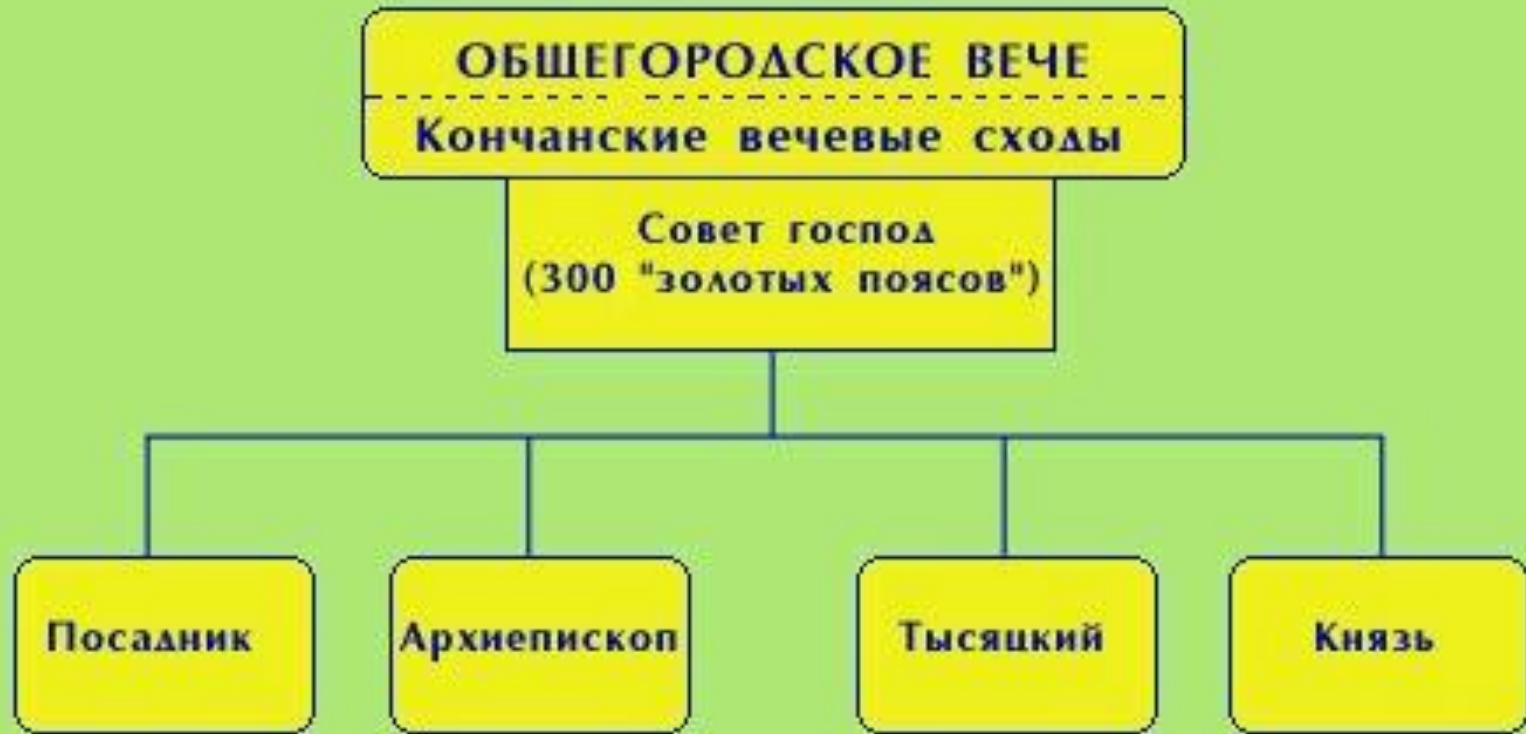 ОБЩЕГОРОДСКОЕ ВЕЧЕ
Кончанские вечевые сходы
Совет господ
(300 "золотых поясов")
Посадник
Архиепископ
Тысяцкий
Князь